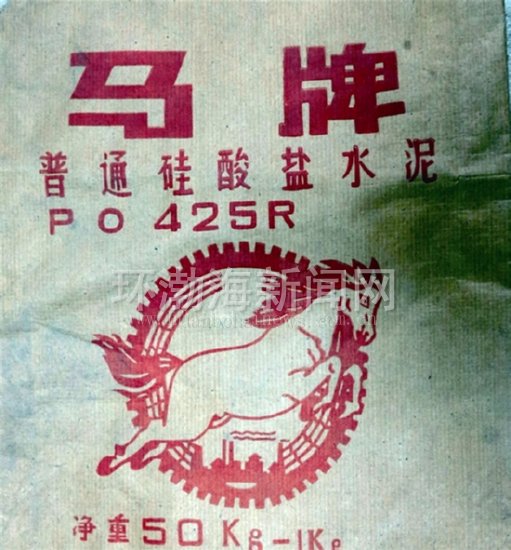 马牌
普通硅酸盐水泥
PO 425R
环渤海新闻网
净重50Kg-1Kg